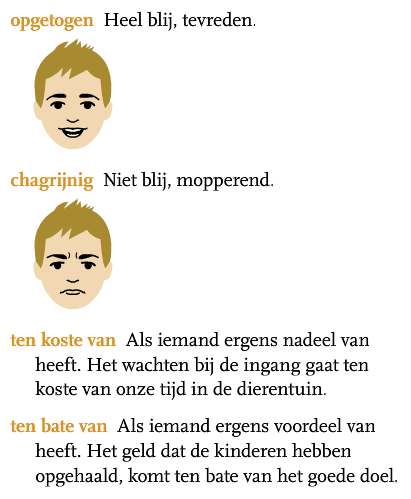 opgetogen Heel blij, tevreden.
chagrijnig Niet blij, mopperend.
ten koste van Als iemand ergens nadeel van
heeft. Het wachten bij de ingang gaat ten
koste van onze tijd in de dierentuin.
ten bate van Als iemand ergens voordeel van
heeft. Het geld dat de kinderen hebben
opgehaald, komt ten bate van het goede doel.